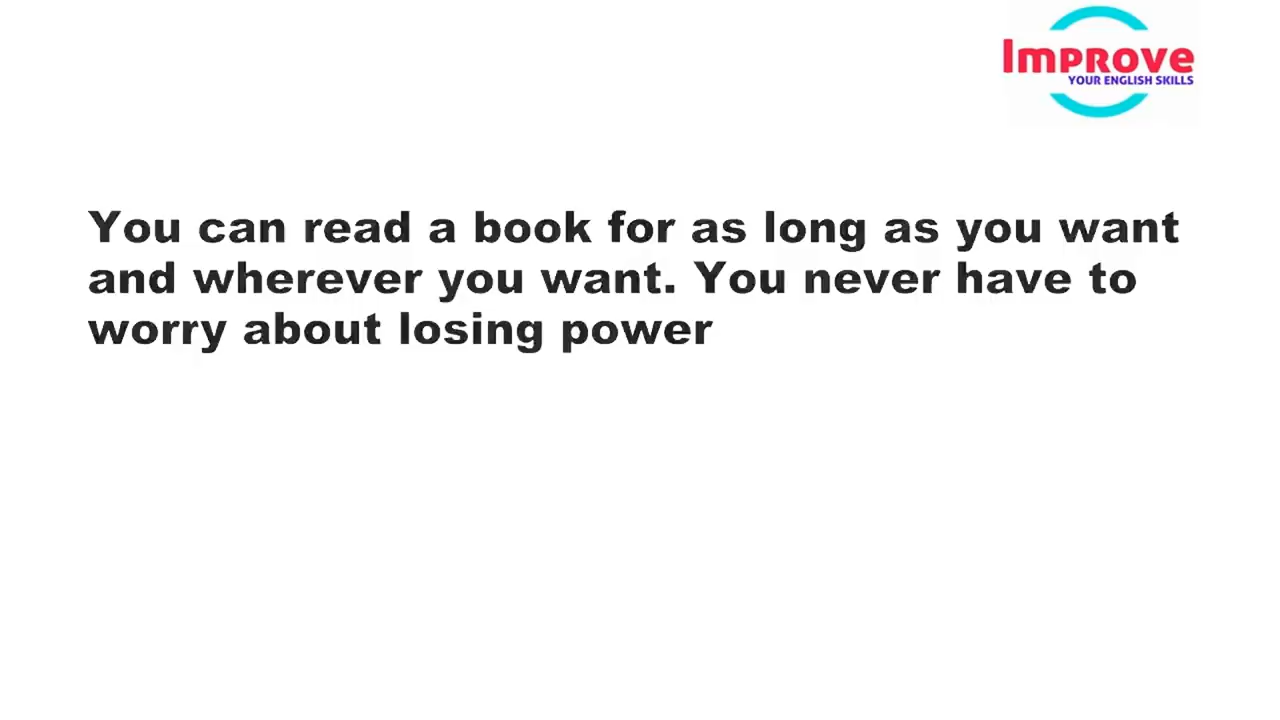 Improve
YOUR ENGLISH SKILLS
You can read a book for as long as you want
and wherever you want. You never have to
worry about losing power